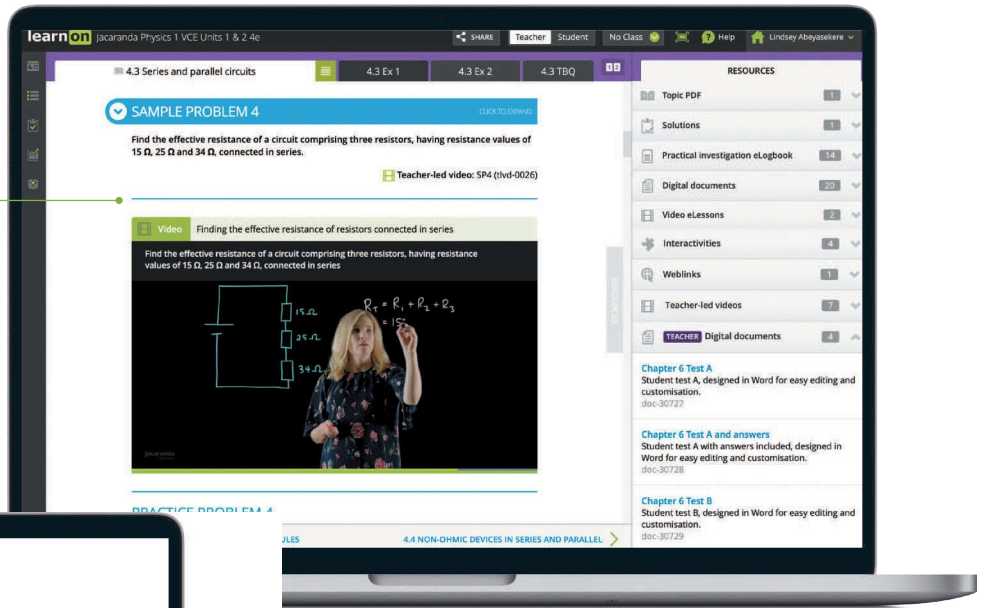 learnon Jacaranda Physics 1 VCE Units 1 & 2 4e
SHARE Teacher Student No Class Help Lindsey Abeyasekere
4.3 Series and parallel circuits 4.3 Ex 1 4.3 Ex 2 4.3 TBQ
SAMPLE PROBLEM 4 CLICK TO EXPAND
Find the effective resistance of a circuit comprising three resistors, having resistance values of
15 Ω, 25 Ω and 34 Ω, connected in series.
Teacher-led video: SP4 (tlvd-0026)
Video Finding the effective resistance of resistors connected in series
Find the effective resistance of a circuit comprising three resistors, having resistance
values of 15 Ω, 25 Ω and 34 Ω, connected in series
15Ω
25Ω
34Ω
R_T = R_1 + R_2 + R_3
= 15
jacaranda
PRACTICE PROBLEM 4
ULES
4.4 NON-OHMIC DEVICES IN SERIES AND PARALLEL
RESOURCES
Topic PDF 1
Solutions 1
Practical investigation eLogbook 14
Digital documents 20
Video eLessons 2
Interactivities 4
Weblinks 1
Teacher-led videos 7
TEACHER Digital documents 4
Chapter 6 Test A
Student test A, designed in Word for easy editing and
customisation.
doc-30727
Chapter 6 Test A and answers
Student test A with answers included, designed in
Word for easy editing and customisation.
doc-30728
Chapter 6 Test B
Student test B, designed in Word for easy editing and
customisation.
doc-30729